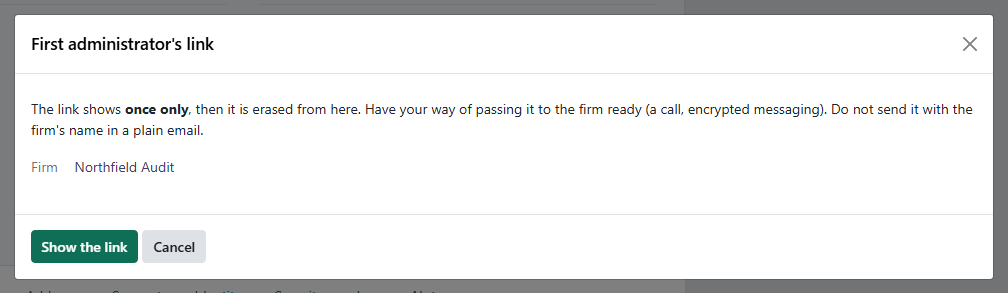 First administrator's link
The link shows once only, then it is erased from here. Have your way of passing it to the firm ready (a call, encrypted messaging). Do not send it with the
firm's name in a plain email.
Firm Northfield Audit
Show the link Cancel